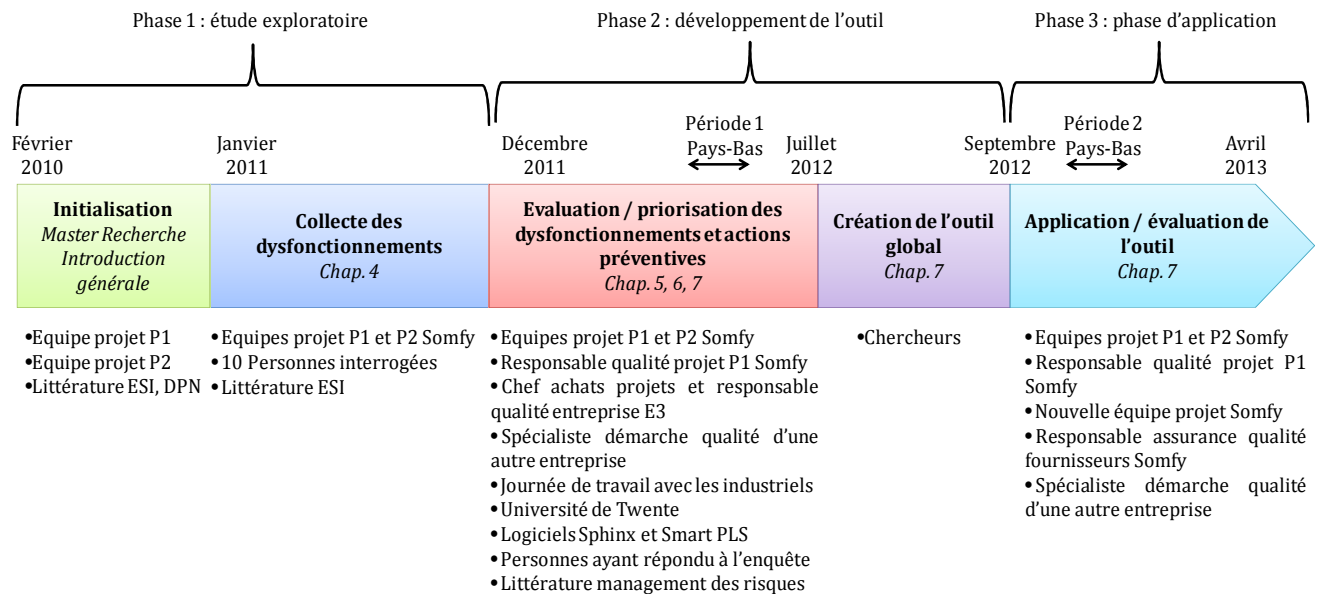 Phase 1 : étude exploratoire
Phase 2 : développement de l'outil
Phase 3 : phase d'application
Février
2010
Janvier
2011
Décembre
2011
Période 1
Pays-Bas
Juillet
2012
Septembre
2012
Période 2
Pays-Bas
Avril
2013
Initialisation
Master Recherche
Introduction
générale
Collecte des
dysfonctionnements
Chap. 4
Evaluation / priorisation des
dysfonctionnements et actions
préventives
Chap. 5, 6, 7
Création de l'outil
global
Chap. 7
Application / évaluation de
l'outil
Chap. 7
•Equipe projet P1
•Equipe projet P2
•Littérature ESI, DPN
•Equipes projet P1 et P2 Somfy
•10 Personnes interrogées
•Littérature ESI
•Equipes projet P1 et P2 Somfy
•Responsable qualité projet P1 Somfy
•Chef achats projets et responsable
qualité entreprise E3
•Spécialiste démarche qualité d'une
autre entreprise
•Journée de travail avec les industriels
•Université de Twente
•Logiciels Sphinx et Smart PLS
•Personnes ayant répondu à l'enquête
•Littérature management des risques
•Chercheurs
•Equipes projet P1 et P2 Somfy
•Responsable qualité projet P1
Somfy
•Nouvelle équipe projet Somfy
•Responsable assurance qualité
fournisseurs Somfy
•Spécialiste démarche qualité
d'une autre entreprise